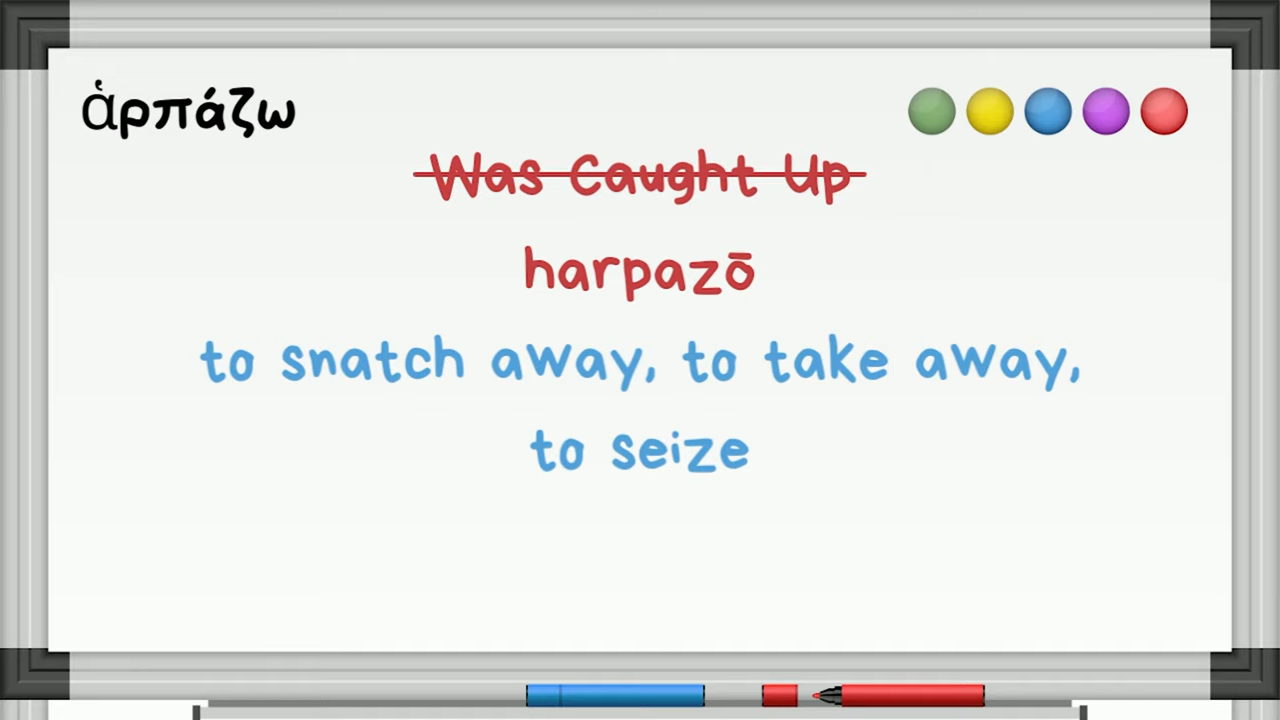 ἁρπάζω
Was Caught Up
harpazō
to snatch away, to take away,
to seize